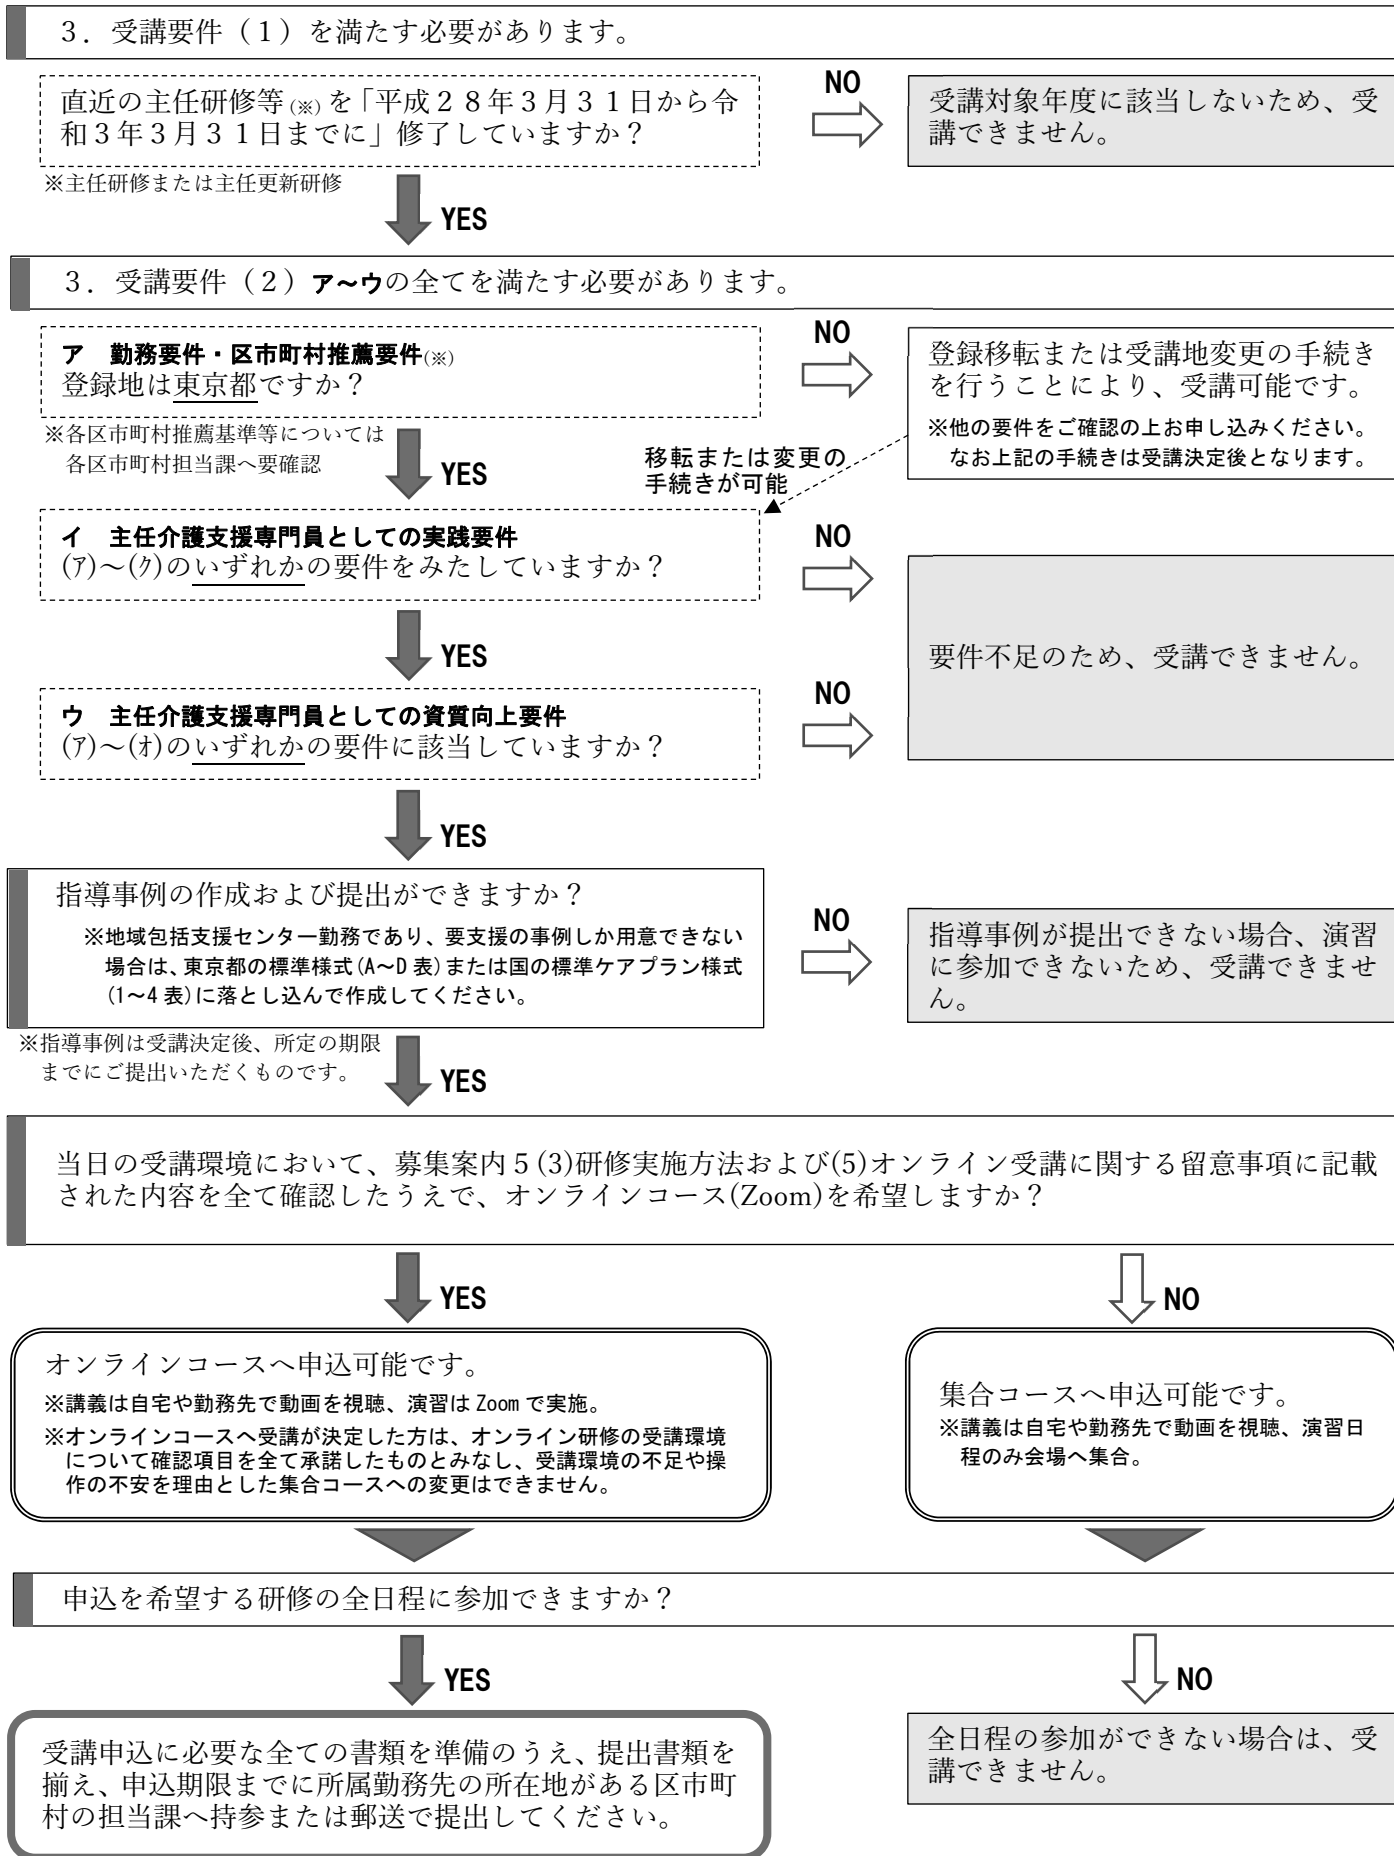 ３．受講要件（１）を満たす必要があります。
直近の主任研修等(※)を「平成２８年３月３１日から令
和３年３月３１日までに」修了していますか？
NO
受講対象年度に該当しないため、受
講できません。
※主任研修または主任更新研修
YES
３．受講要件（２）ア～ウの全てを満たす必要があります。
ア　勤務要件・区市町村推薦要件(※)
登録地は東京都ですか？
NO
登録移転または受講地変更の手続き
を行うことにより、受講可能です。
※他の要件をご確認の上お申し込みください。
なお上記の手続きは受講決定後となります。
※各区市町村推薦基準等については
各区市町村担当課へ要確認
YES
移転または変更の
手続きが可能
イ　主任介護支援専門員としての実践要件
(ｱ)～(ｸ)のいずれかの要件をみたしていますか？
NO
要件不足のため、受講できません。
YES
ウ　主任介護支援専門員としての資質向上要件
(ｱ)～(ｵ)のいずれかの要件に該当していますか？
NO
YES
指導事例の作成および提出ができますか？
※地域包括支援センター勤務であり、要支援の事例しか用意できない
場合は、東京都の標準様式(A～D 表)または国の標準ケアプラン様式
(1～4 表)に落とし込んで作成してください。
NO
指導事例が提出できない場合、演習
に参加できないため、受講できませ
ん。
※指導事例は受講決定後、所定の期限
までにご提出いただくものです。
YES
当日の受講環境において、募集案内５(3)研修実施方法および(5)オンライン受講に関する留意事項に記載
された内容を全て確認したうえで、オンラインコース(Zoom)を希望しますか？
YES
NO
オンラインコースへ申込可能です。
※講義は自宅や勤務先で動画を視聴、演習は Zoom で実施。
※オンラインコースへ受講が決定した方は、オンライン研修の受講環境
について確認項目を全て承諾したものとみなし、受講環境の不足や操
作の不安を理由とした集合コースへの変更はできません。
集合コースへ申込可能です。
※講義は自宅や勤務先で動画を視聴、演習日
程のみ会場へ集合。
申込を希望する研修の全日程に参加できますか？
YES
NO
受講申込に必要な全ての書類を準備のうえ、提出書類を
揃え、申込期限までに所属勤務先の所在地がある区市町
村の担当課へ持参または郵送で提出してください。
全日程の参加ができない場合は、受
講できません。